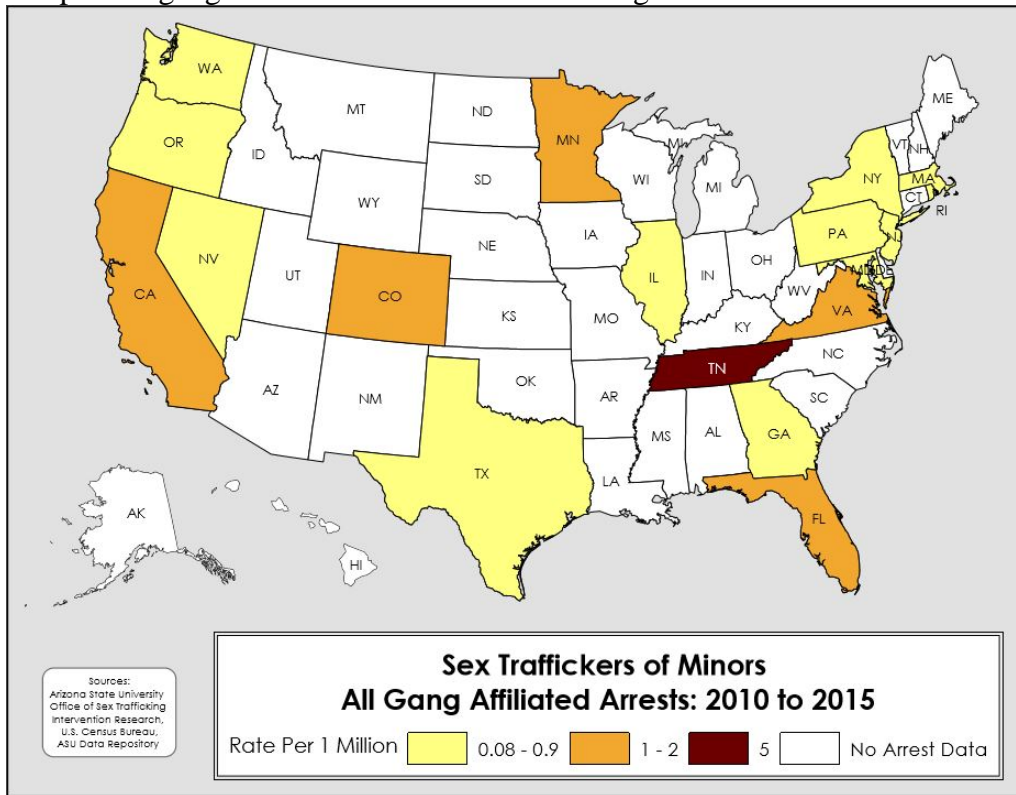 WA
MT
ND
ME
OR
ID
MN
VT
NH
SD
WI
MI
MI
NY
MA
CT
RI
WY
IA
PA
NJ
NE
NV
OH
MD
DE
UT
IL
IN
CA
CO
WV
VA
KS
MO
KY
TN
NC
AZ
NM
OK
AR
SC
MS
AL
GA
TX
LA
AK
HI
FL
Sources:
Arizona State University
Office of Sex Trafficking
Intervention Research,
U.S. Census Bureau,
ASU Data Repository
Sex Traffickers of Minors
All Gang Affiliated Arrests: 2010 to 2015
Rate Per 1 Million 0.08 - 0.9 1 - 2 5 No Arrest Data